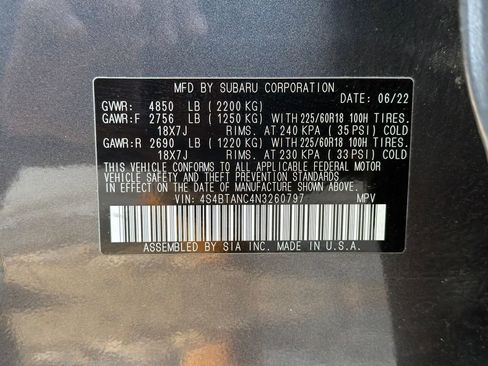 MFD BY SUBARU CORPORATION
GVWR: 4850 LB ( 2200 KG) DATE: 06/22
GAWR:F 2756 LB ( 1250 KG) WITH 225/60R18 100H TIRES.
18X7J RIMS. AT 240 KPA ( 35 PSI) COLD
GAWR:R 2690 LB ( 1220 KG) WITH 225/60R18 100H TIRES.
18X7J RIMS. AT 230 KPA ( 33 PSI) COLD
THIS VEHICLE CONFORMS TO ALL APPLICABLE FEDERAL MOTOR
VEHICLE SAFETY, BUMPER, AND THEFT PREVENTION STANDARDS
IN EFFECT ON THE DATE OF MANUFACTURE SHOWN ABOVE.
VIN: 4S4BTANC4N3260797 MPV
ASSEMBLED BY SIA INC. MADE IN U.S.A.